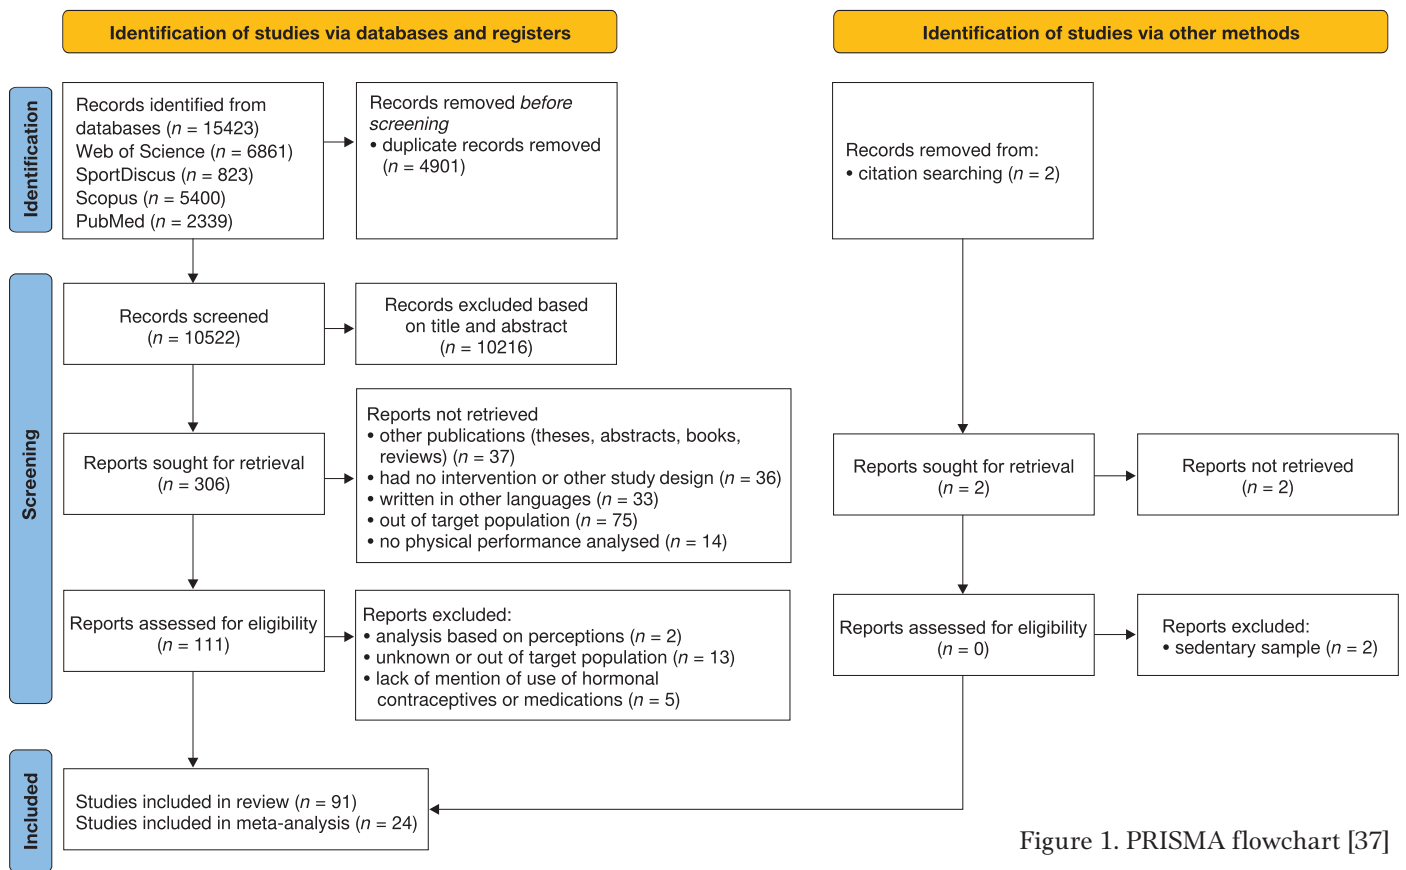 Identification of studies via databases and registers
Identification of studies via other methods
Identification
Records identified from
databases (n = 15423)
Web of Science (n = 6861)
SportDiscus (n = 823)
Scopus (n = 5400)
PubMed (n = 2339)
Records removed before
screening
• duplicate records removed
(n = 4901)
Records removed from:
• citation searching (n = 2)
Screening
Records screened
(n = 10522)
Records excluded based
on title and abstract
(n = 10216)
Reports sought for retrieval
(n = 306)
Reports not retrieved
• other publications (theses, abstracts, books,
reviews) (n = 37)
• had no intervention or other study design (n = 36)
• written in other languages (n = 33)
• out of target population (n = 75)
• no physical performance analysed (n = 14)
Reports sought for retrieval
(n = 2)
Reports not retrieved
(n = 2)
Reports assessed for eligibility
(n = 111)
Reports excluded:
• analysis based on perceptions (n = 2)
• unknown or out of target population (n = 13)
• lack of mention of use of hormonal
contraceptives or medications (n = 5)
Reports assessed for eligibility
(n = 0)
Reports excluded:
• sedentary sample (n = 2)
Included
Studies included in review (n = 91)
Studies included in meta-analysis (n = 24)
Figure 1. PRISMA flowchart [37]